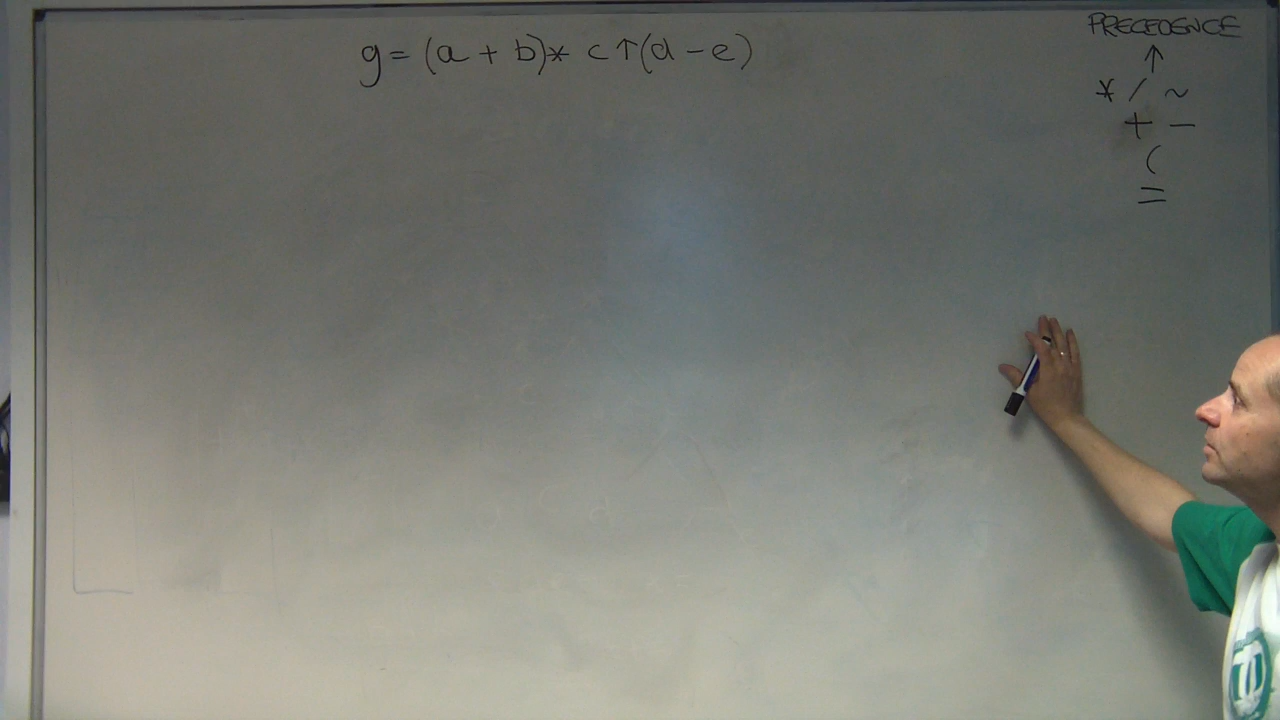 g = (a + b) * c ↑ (d − e)
PRECEDENCE
↑
* / ~
+ −
(
=